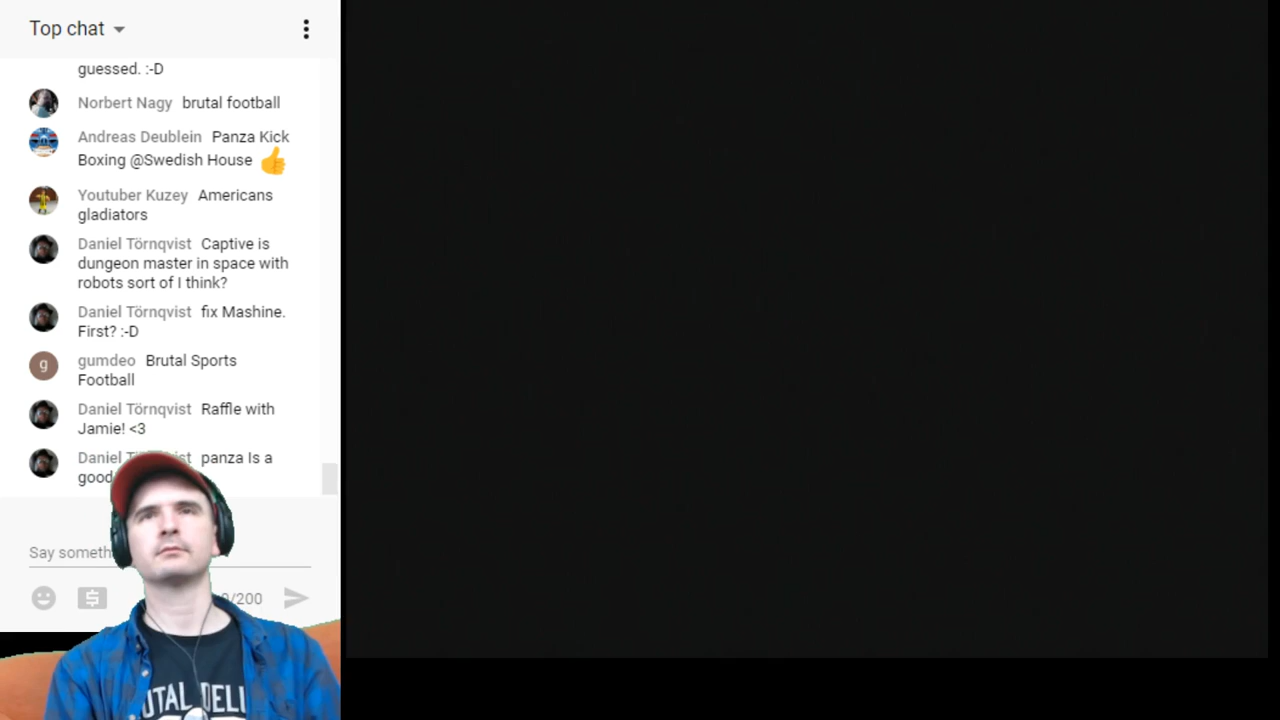 Top chat
guessed. :-D
Norbert Nagy brutal football
Andreas Deublein Panza Kick
Boxing @Swedish House
Youtuber Kuzey Americans
gladiators
Daniel Törnqvist Captive is
dungeon master in space with
robots sort of I think?
Daniel Törnqvist fix Mashine.
First? :-D
g
gumdeo Brutal Sports
Football
Daniel Törnqvist Raffle with
Jamie! <3
Daniel panza Is a
good
Say
/200